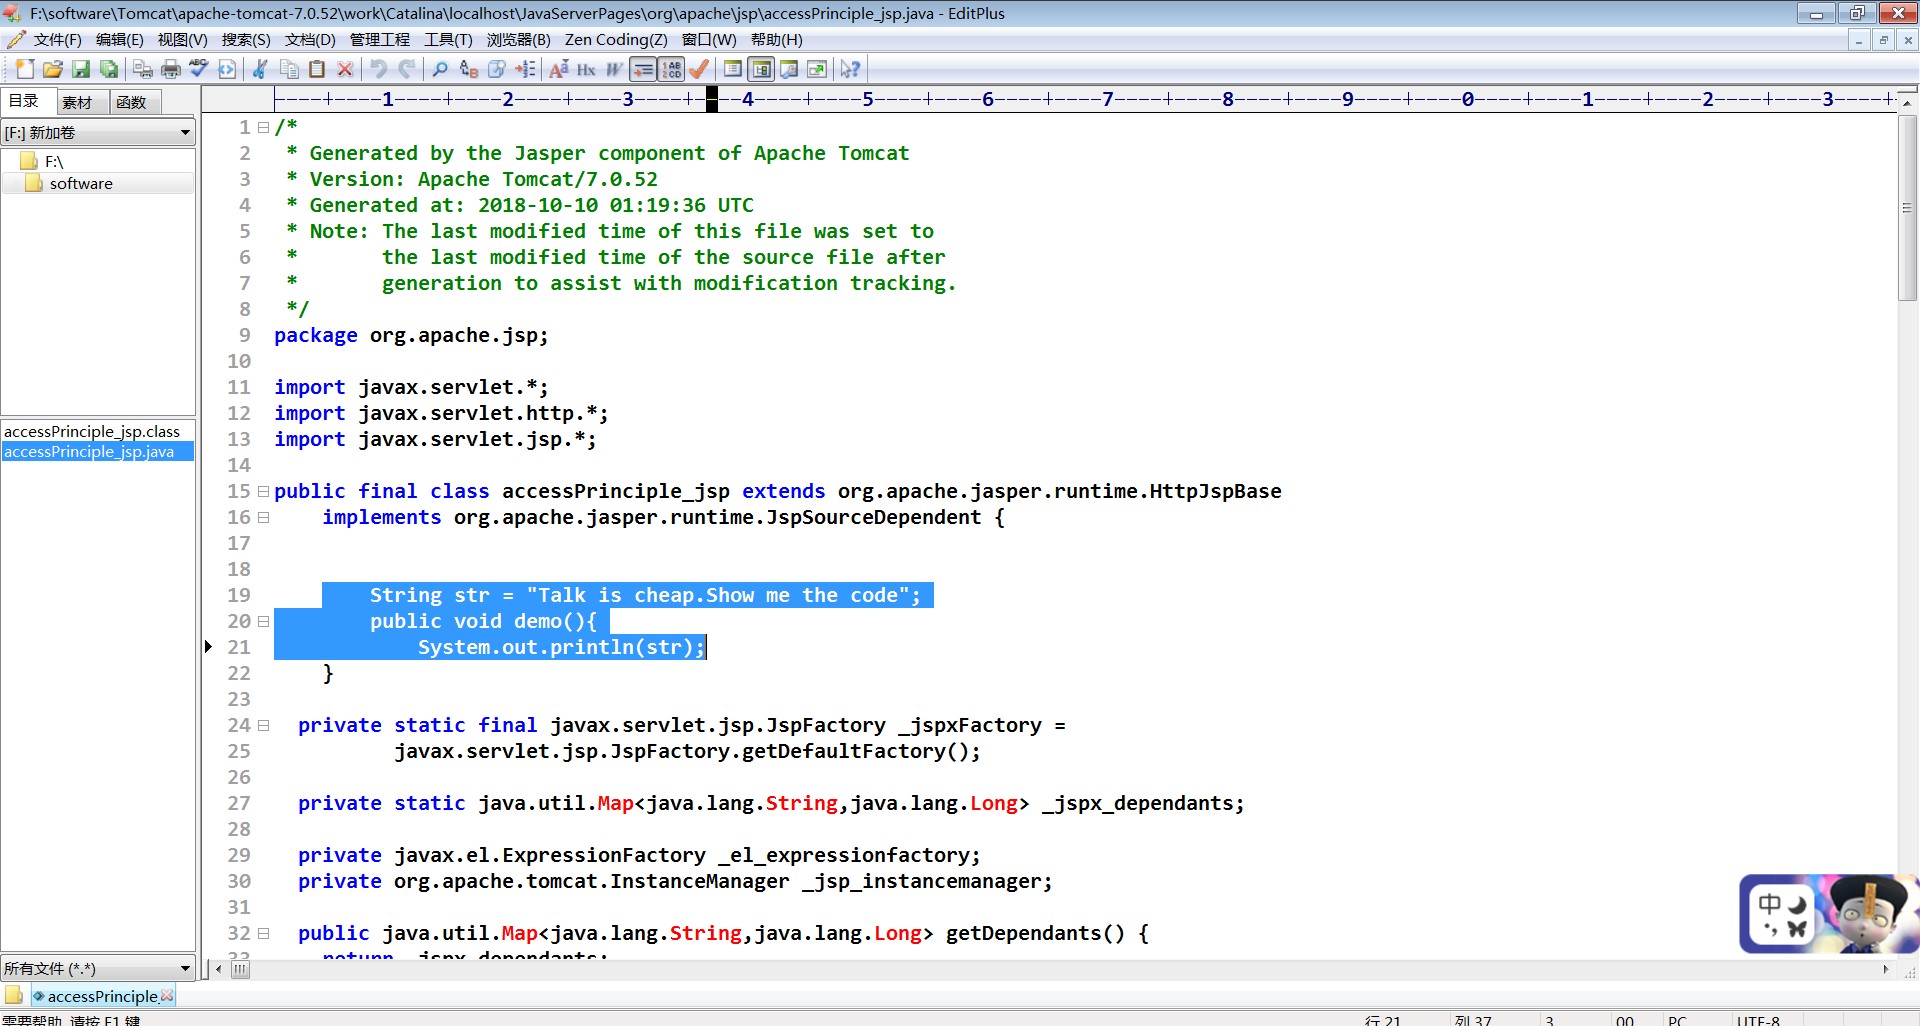 F:\software\Tomcat\apache-tomcat-7.0.52\work\Catalina\localhost\JavaServerPages\org\apache\jsp\accessPrinciple_jsp.java - EditPlus
文件(F) 编辑(E) 视图(V) 搜索(S) 文档(D) 管理工程 工具(T) 浏览器(B) Zen Coding(Z) 窗口(W) 帮助(H)
目录 素材 函数
[F:] 新加卷
F:\
software
accessPrinciple_jsp.class
accessPrinciple_jsp.java
所有文件 (*.*)
----+----1----+----2----+----3----+----4----+----5----+----6----+----7----+----8----+----9----+----0----+----1----+----2----+----3----+
1 /*
2  * Generated by the Jasper component of Apache Tomcat
3  * Version: Apache Tomcat/7.0.52
4  * Generated at: 2018-10-10 01:19:36 UTC
5  * Note: The last modified time of this file was set to
6  *       the last modified time of the source file after
7  *       generation to assist with modification tracking.
8  */
9 package org.apache.jsp;
10
11 import javax.servlet.*;
12 import javax.servlet.http.*;
13 import javax.servlet.jsp.*;
14
15 public final class accessPrinciple_jsp extends org.apache.jasper.runtime.HttpJspBase
16     implements org.apache.jasper.runtime.JspSourceDependent {
17
18
19         String str = "Talk is cheap.Show me the code";
20         public void demo(){
21             System.out.println(str);
22     }
23
24   private static final javax.servlet.jsp.JspFactory _jspxFactory =
25           javax.servlet.jsp.JspFactory.getDefaultFactory();
26
27   private static java.util.Map<java.lang.String,java.lang.Long> _jspx_dependants;
28
29   private javax.el.ExpressionFactory _el_expressionfactory;
30   private org.apache.tomcat.InstanceManager _jsp_instancemanager;
31
32   public java.util.Map<java.lang.String,java.lang.Long> getDependants() {
33     return _jspx_dependants;
中
accessPrinciple
需要帮助, 请按 F1 键 行 21 列 37 3 00 PC UTF-8